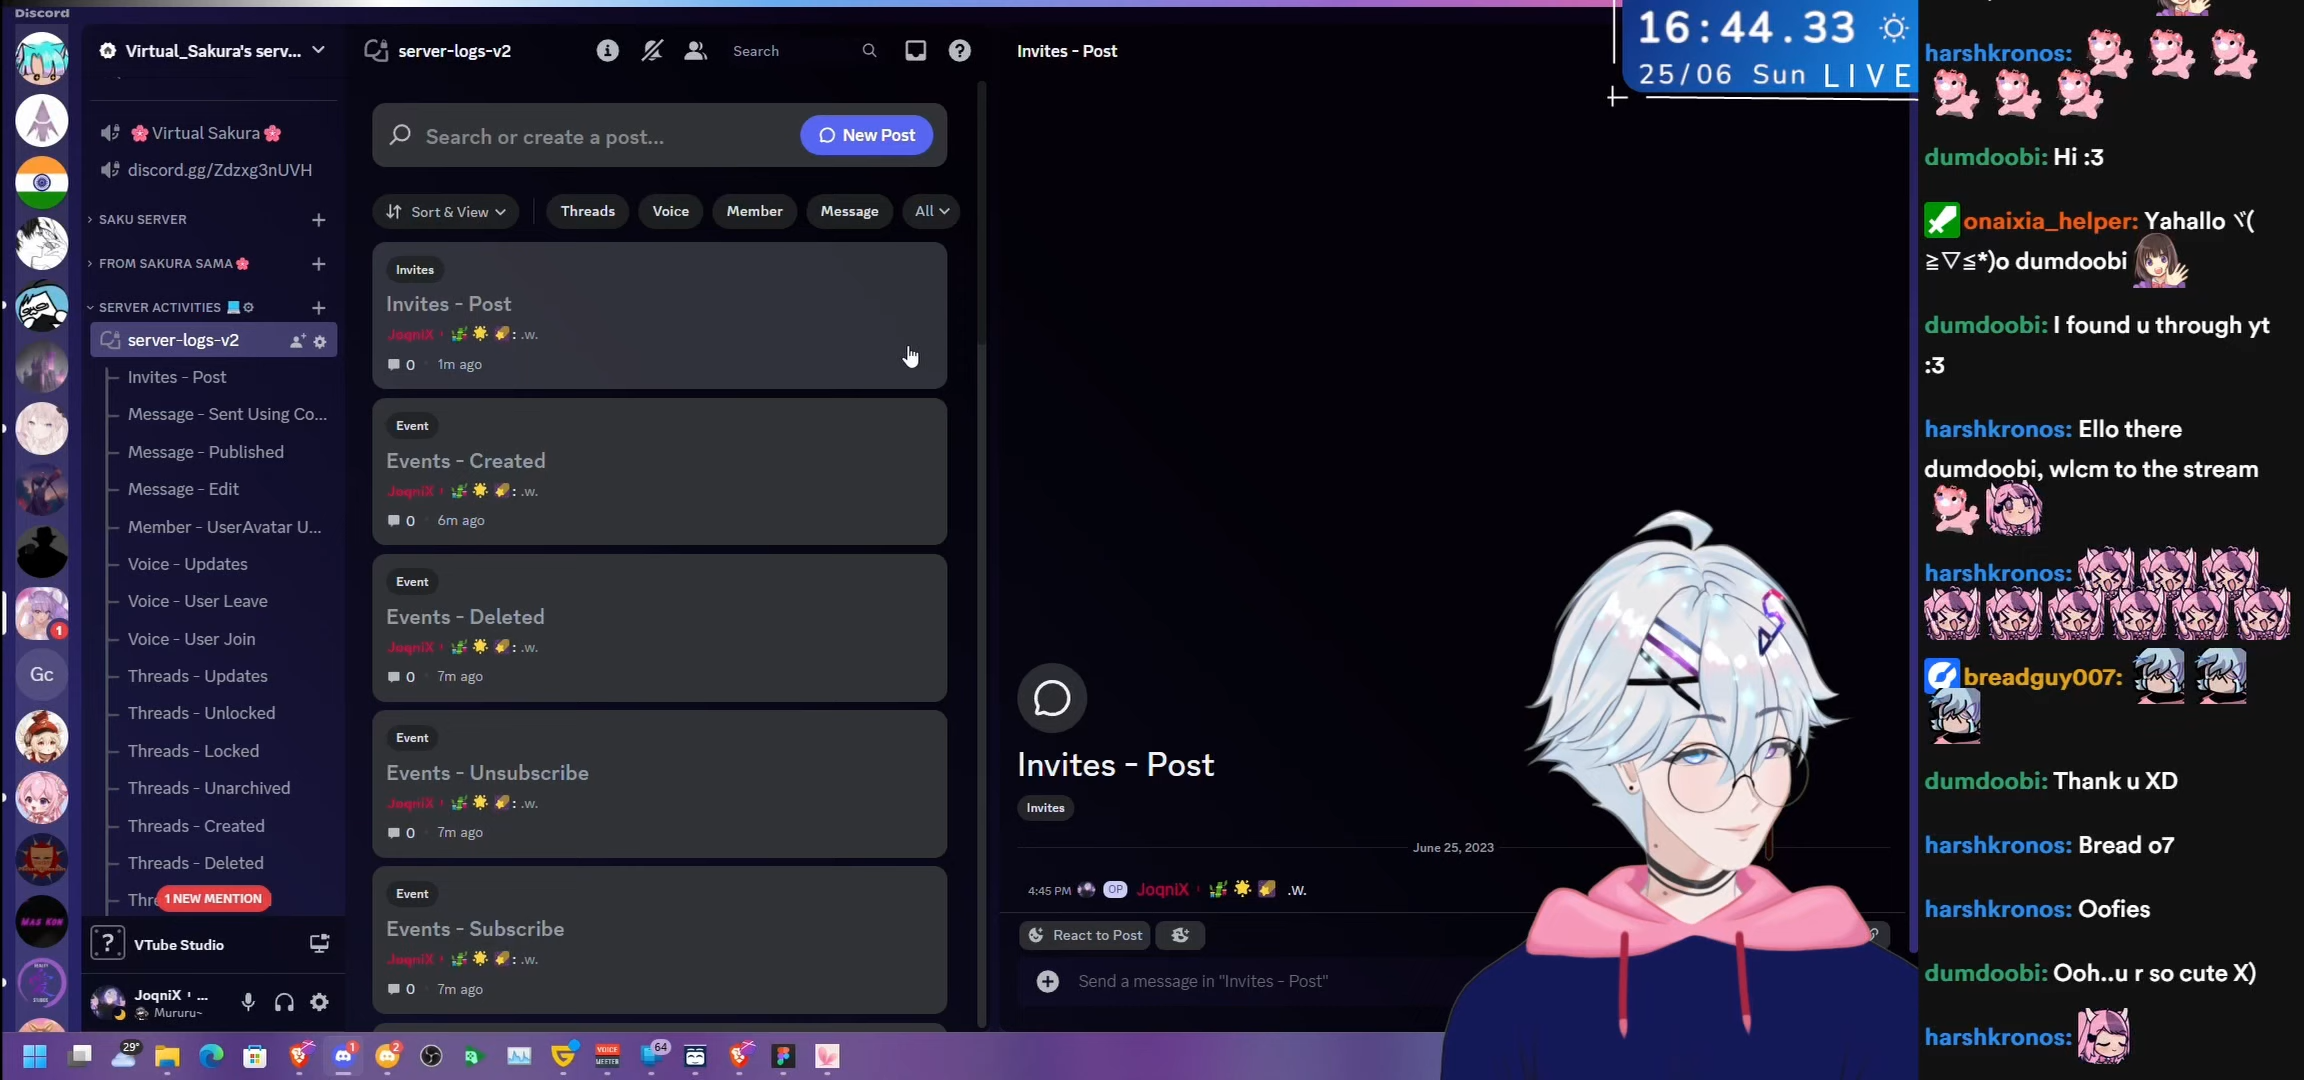 Discord
Virtual_Sakura's serv...
🌸Virtual Sakura🌸
discord.gg/Zdzxg3nUVH
SAKU SERVER
FROM SAKURA SAMA🌸
SERVER ACTIVITIES
server-logs-v2
Invites - Post
Message - Sent Using Co...
Message - Published
Message - Edit
Member - UserAvatar U...
Voice - Updates
Voice - User Leave
Voice - User Join
Threads - Updates
Threads - Unlocked
Threads - Locked
Threads - Unarchived
Threads - Created
Threads - Deleted
1 NEW MENTION
1
Gc
MAS KON
VTube Studio
JoqniX ...
Mururu~
server-logs-v2
Search
Search or create a post...
New Post
Sort & View
Threads
Voice
Member
Message
All
Invites
Invites - Post
JoqniX : .w.
0 1m ago
Event
Events - Created
JoqniX : .w.
0 6m ago
Event
Events - Deleted
JoqniX : .w.
0 7m ago
Event
Events - Unsubscribe
JoqniX : .w.
0 7m ago
Event
Events - Subscribe
JoqniX : .w.
0 7m ago
Invites - Post
Invites - Post
Invites
June 25, 2023
4:45 PM OP JoqniX .w.
React to Post
Send a message in "Invites - Post"
16:44.33
25/06 Sun LIVE
harshkronos:
dumdoobi: Hi :3
onaixia_helper: Yahallo ヾ(
≧▽≦*)o dumdoobi
dumdoobi: I found u through yt
:3
harshkronos: Ello there
dumdoobi, wlcm to the stream
harshkronos:
breadguy007:
dumdoobi: Thank u XD
harshkronos: Bread o7
harshkronos: Oofies
dumdoobi: Ooh..u r so cute X)
harshkronos:
29°
1
2
VOICE
MEETER
64